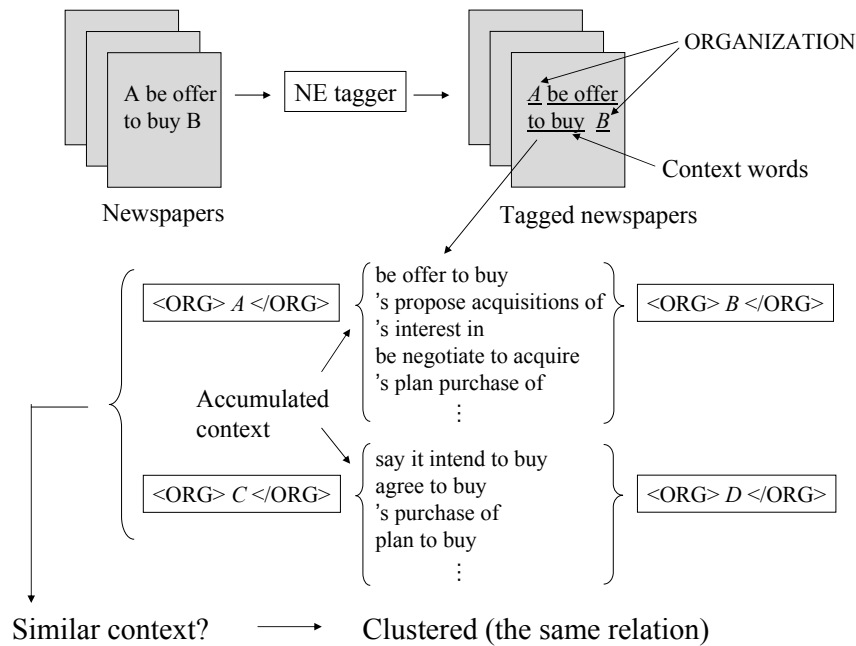 ORGANIZATION
A be offer
to buy B
NE tagger
A be offer
to buy B
Context words
Newspapers
Tagged newspapers
be offer to buy
's propose acquisitions of
's interest in
be negotiate to acquire
's plan purchase of
⋮
<ORG> A </ORG>
<ORG> B </ORG>
Accumulated
context
say it intend to buy
agree to buy
's purchase of
plan to buy
⋮
<ORG> C </ORG>
<ORG> D </ORG>
Similar context?
Clustered (the same relation)